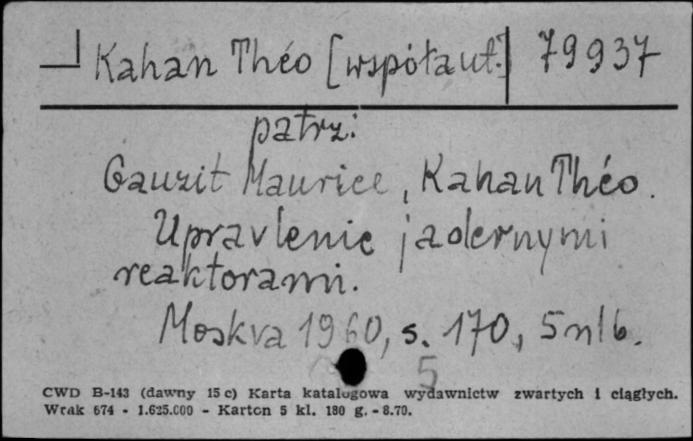 Kahan Théo [współaut.] 79937
patrz:
Gauzit Maurice, Kahan Théo.
Upravlenie jadernymi
reaktorami.
Moskva 1960, s. 170, 5 nlb.
5
CWD B-143 (dawny 15 c) Karta katalogowa wydawnictw zwartych i ciągłych.
Wrak 674 - 1.625.000 - Karton 5 kl. 180 g. - 8.70.